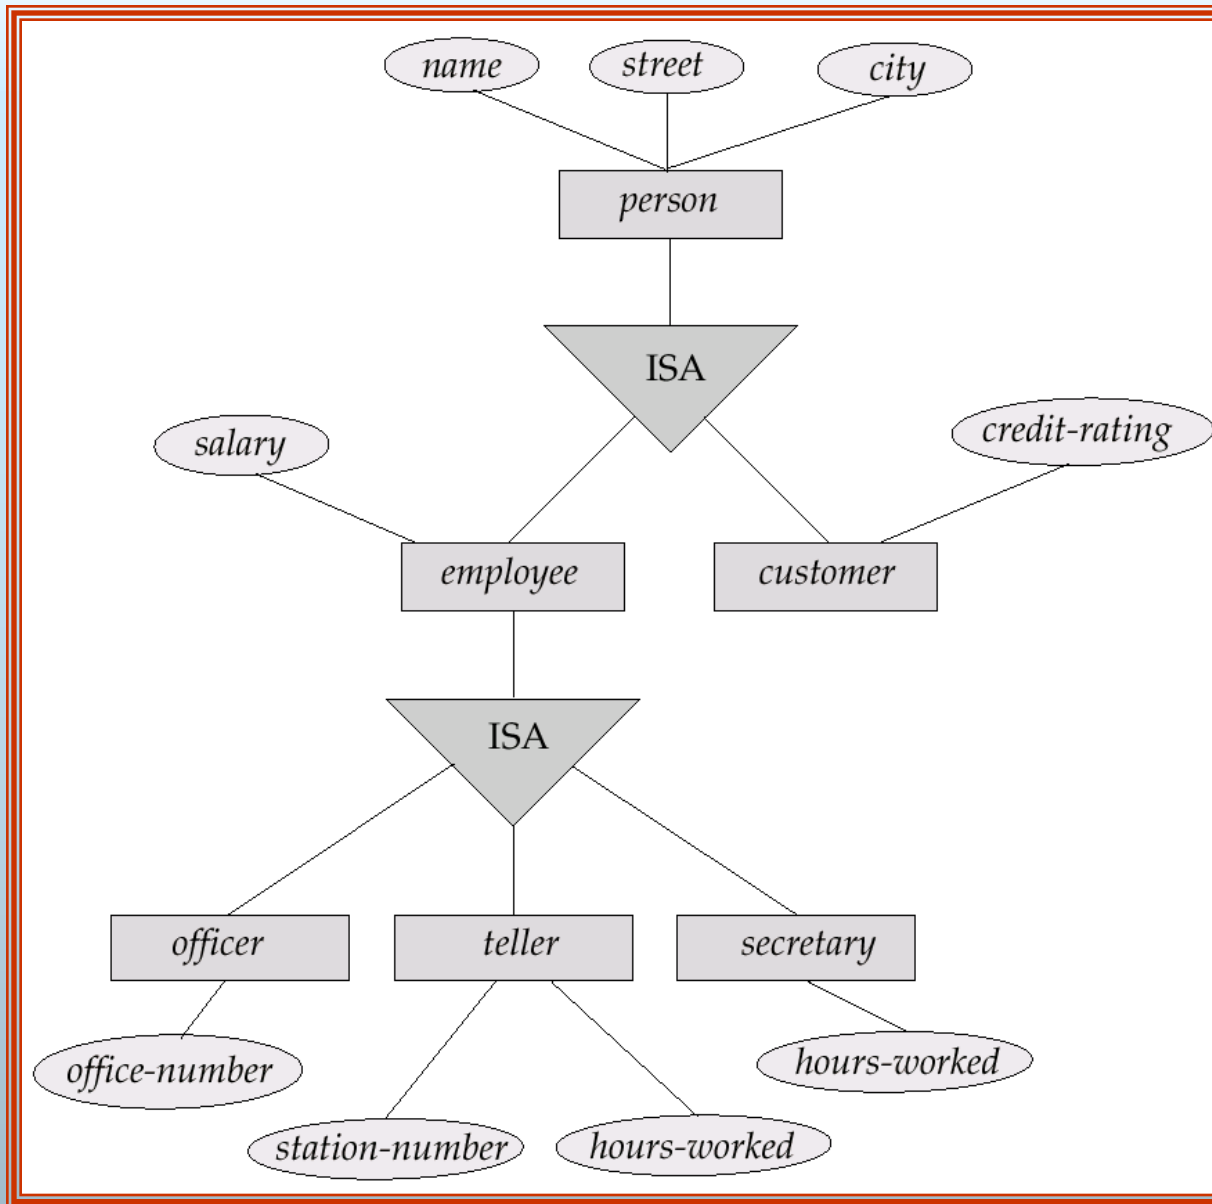 name street city
person
ISA
salary credit-rating
employee customer
ISA
officer teller secretary
office-number hours-worked
station-number hours-worked